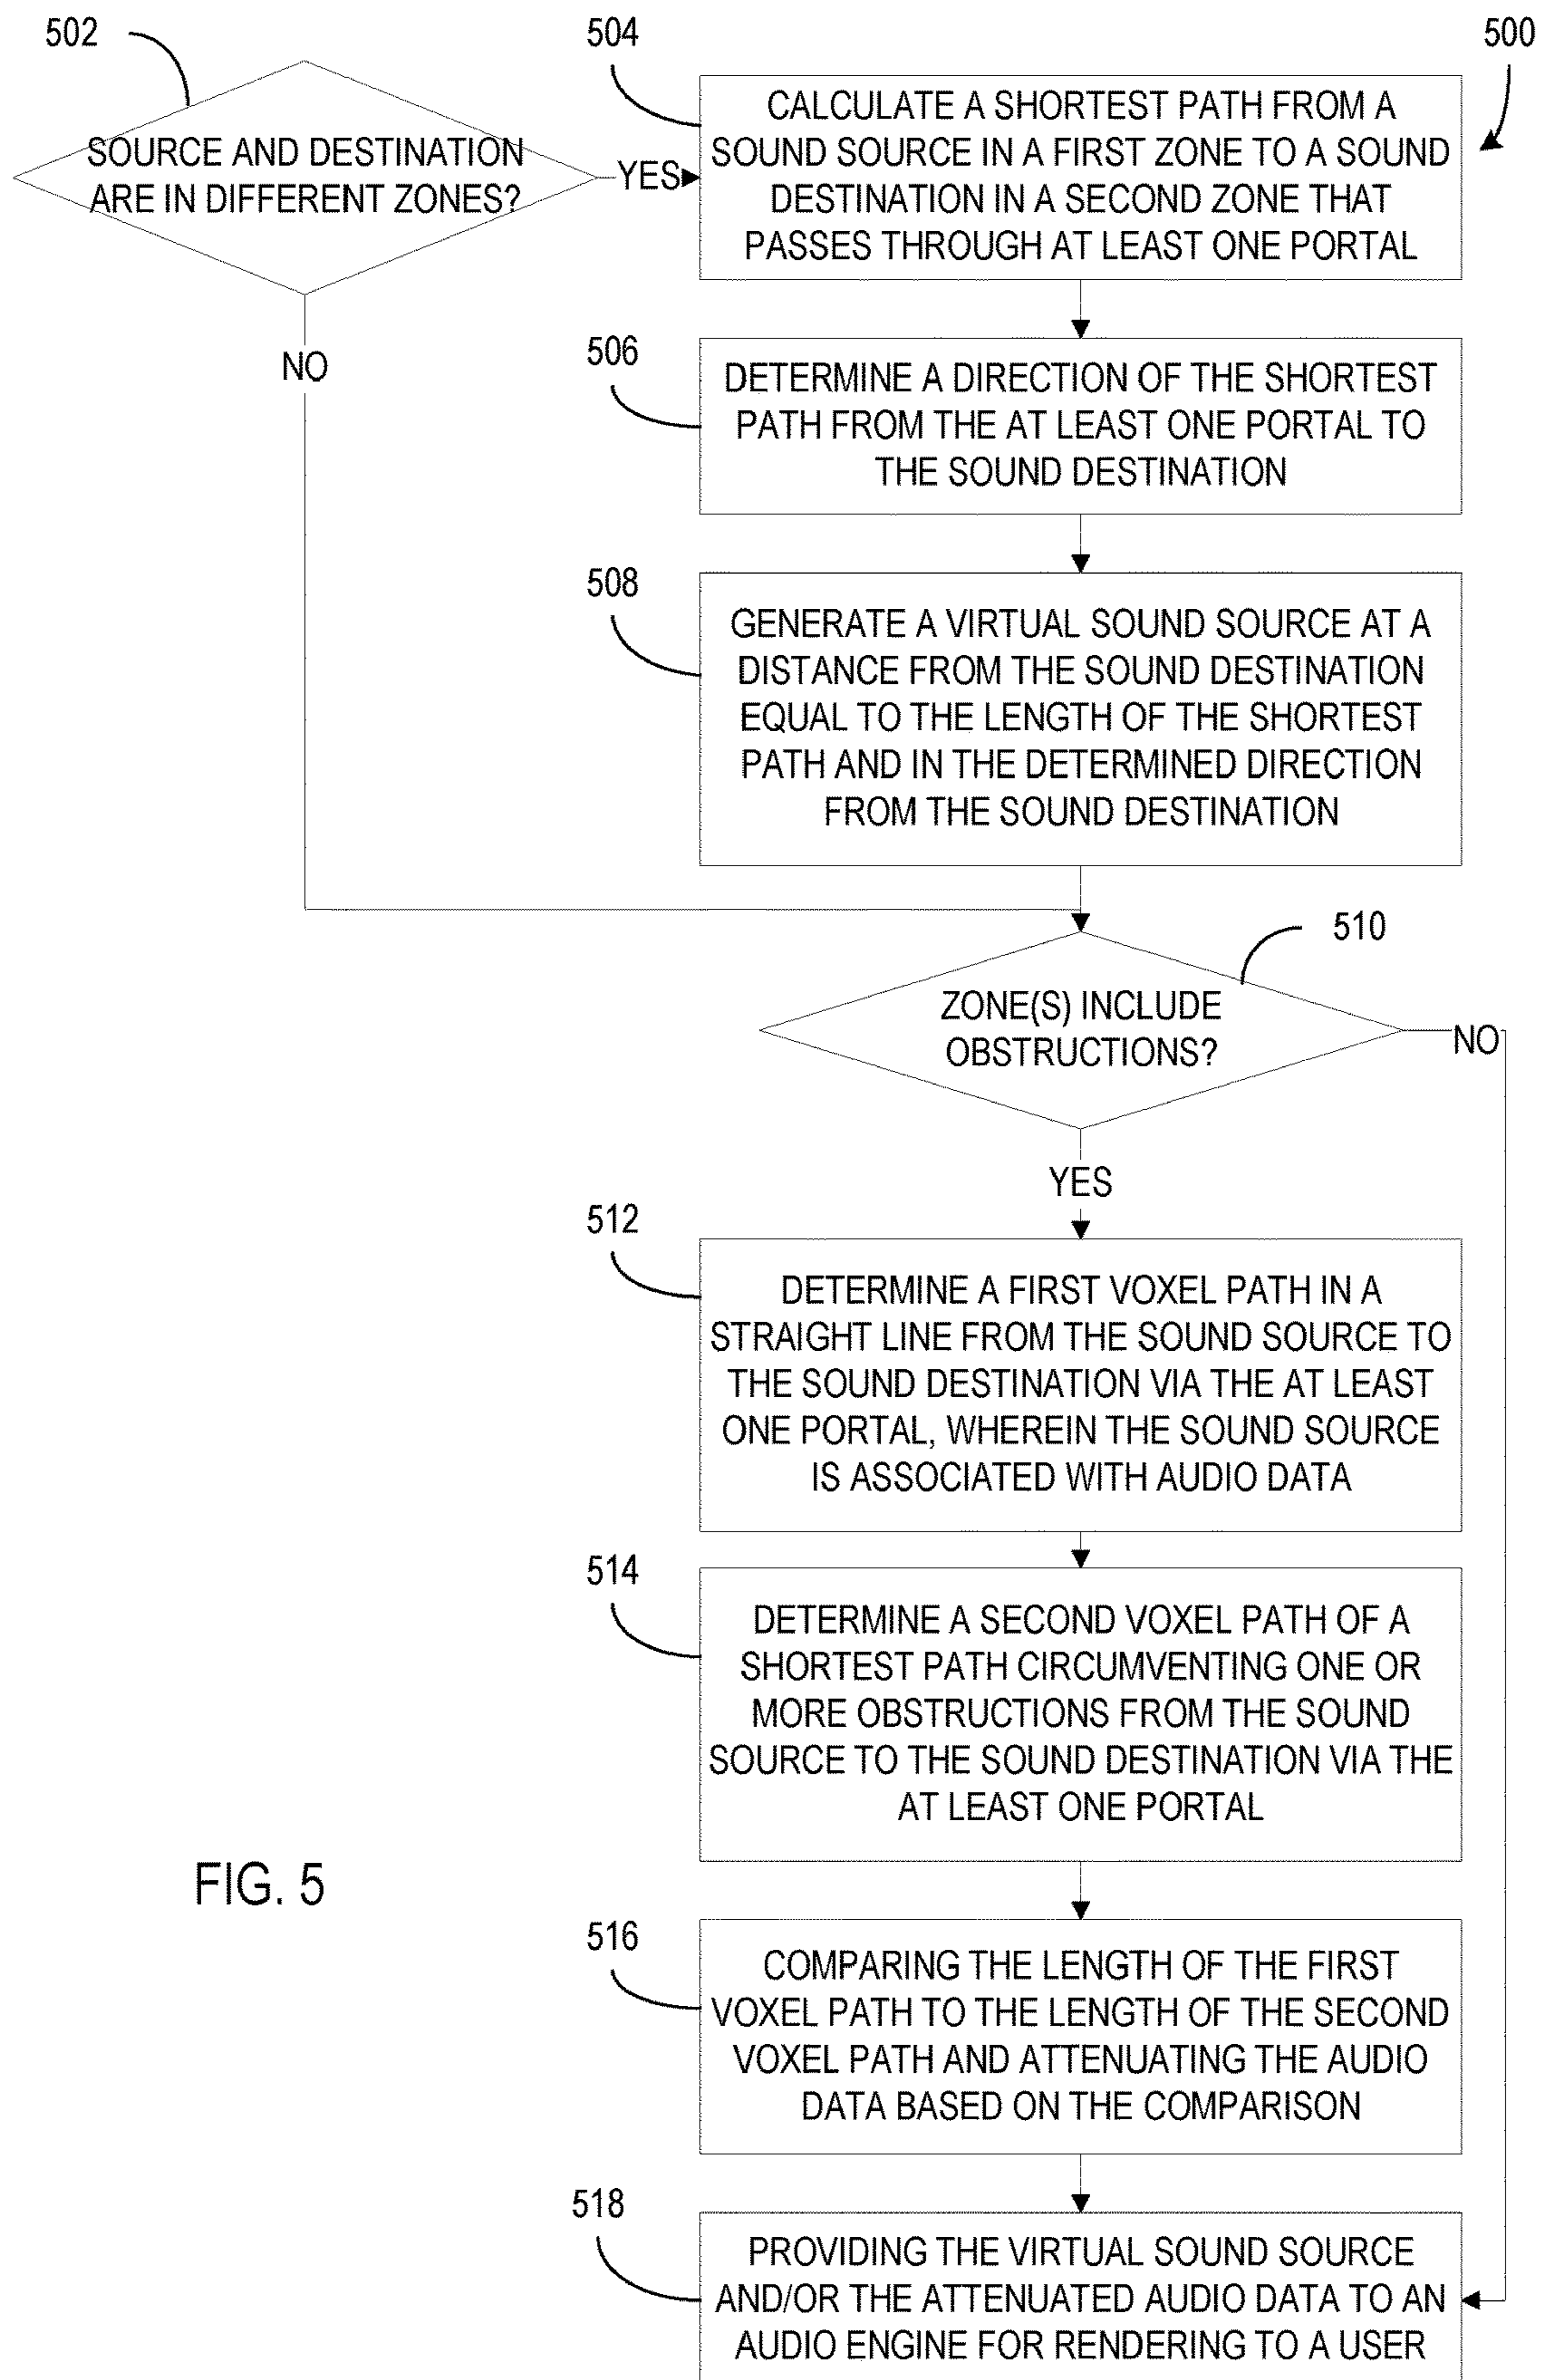 502
504
500
SOURCE AND DESTINATION
ARE IN DIFFERENT ZONES?
YES
CALCULATE A SHORTEST PATH FROM A
SOUND SOURCE IN A FIRST ZONE TO A SOUND
DESTINATION IN A SECOND ZONE THAT
PASSES THROUGH AT LEAST ONE PORTAL
NO
506
DETERMINE A DIRECTION OF THE SHORTEST
PATH FROM THE AT LEAST ONE PORTAL TO
THE SOUND DESTINATION
508
GENERATE A VIRTUAL SOUND SOURCE AT A
DISTANCE FROM THE SOUND DESTINATION
EQUAL TO THE LENGTH OF THE SHORTEST
PATH AND IN THE DETERMINED DIRECTION
FROM THE SOUND DESTINATION
510
ZONE(S) INCLUDE
OBSTRUCTIONS?
NO
YES
512
DETERMINE A FIRST VOXEL PATH IN A
STRAIGHT LINE FROM THE SOUND SOURCE TO
THE SOUND DESTINATION VIA THE AT LEAST
ONE PORTAL, WHEREIN THE SOUND SOURCE
IS ASSOCIATED WITH AUDIO DATA
514
DETERMINE A SECOND VOXEL PATH OF A
SHORTEST PATH CIRCUMVENTING ONE OR
MORE OBSTRUCTIONS FROM THE SOUND
SOURCE TO THE SOUND DESTINATION VIA THE
AT LEAST ONE PORTAL
FIG. 5
516
COMPARING THE LENGTH OF THE FIRST
VOXEL PATH TO THE LENGTH OF THE SECOND
VOXEL PATH AND ATTENUATING THE AUDIO
DATA BASED ON THE COMPARISON
518
PROVIDING THE VIRTUAL SOUND SOURCE
AND/OR THE ATTENUATED AUDIO DATA TO AN
AUDIO ENGINE FOR RENDERING TO A USER